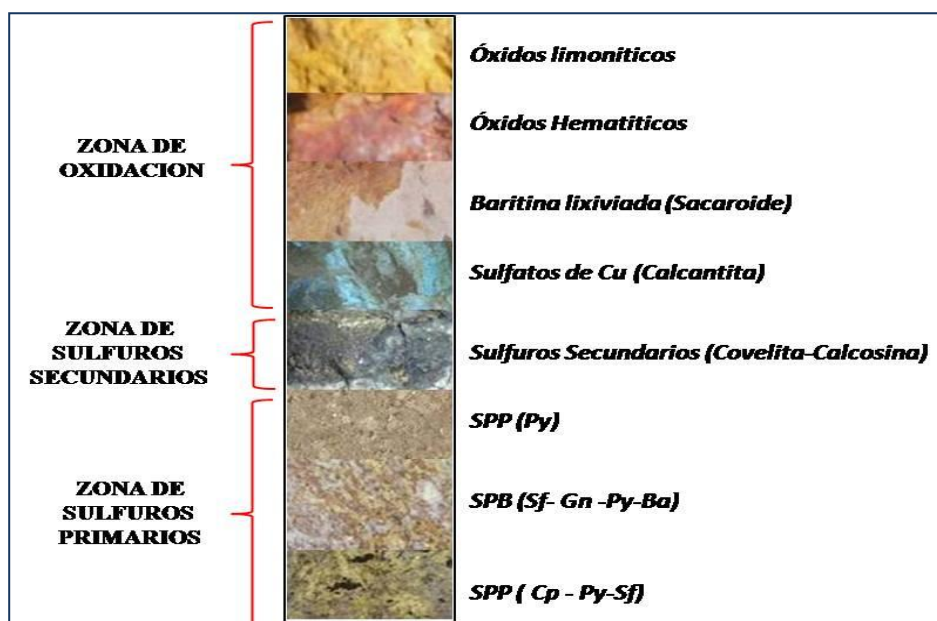 Óxidos limoniticos
Óxidos Hematíticos
ZONA DE
OXIDACION
Baritina lixiviada (Sacaroide)
Sulfatos de Cu (Calcantita)
ZONA DE
SULFUROS
SECUNDARIOS
Sulfuros Secundarios (Covelita-Calcosina)
SPP (Py)
ZONA DE
SULFUROS
PRIMARIOS
SPB (Sf- Gn -Py-Ba)
SPP ( Cp - Py-Sf)